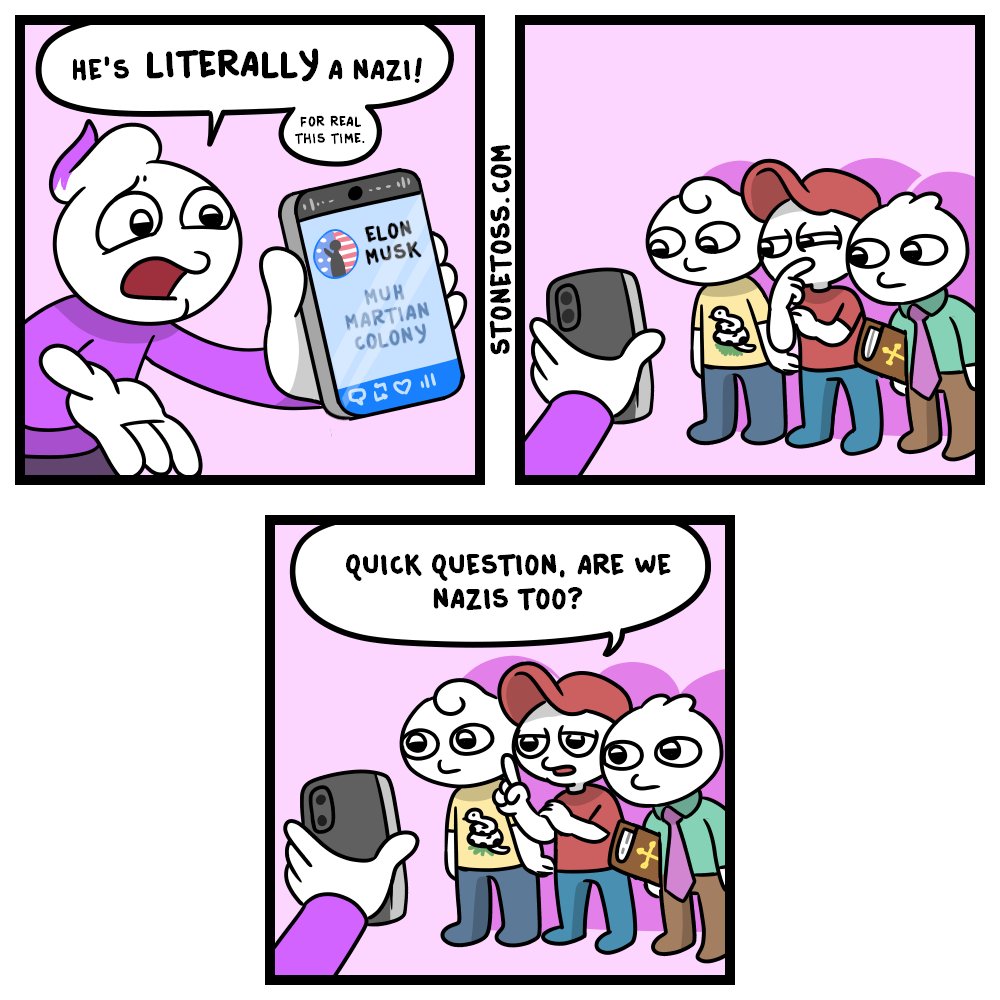 HE'S LITERALLY A NAZI!
FOR REAL
THIS TIME.
ELON
MUSK
MUH
MARTIAN
COLONY
STONETOSS.COM
QUICK QUESTION, ARE WE
NAZIS TOO?